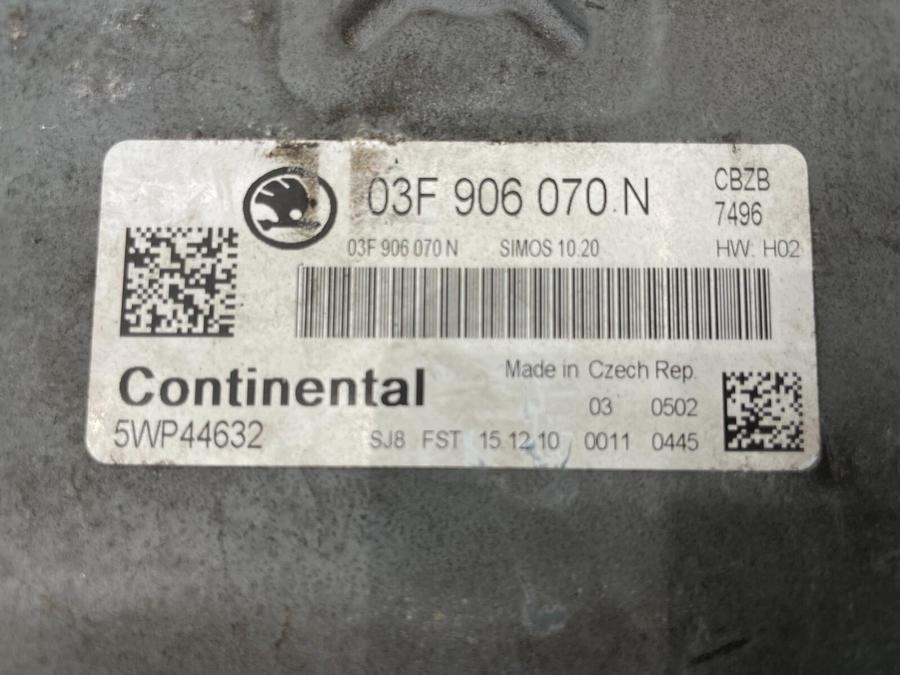 03F 906 070 N
CBZB
7496
03F 906 070 N SIMOS 10.20 HW: H02
Continental
Made in Czech Rep.
03 0502
5WP44632
SJ8 FST 15.12.10 0011 0445